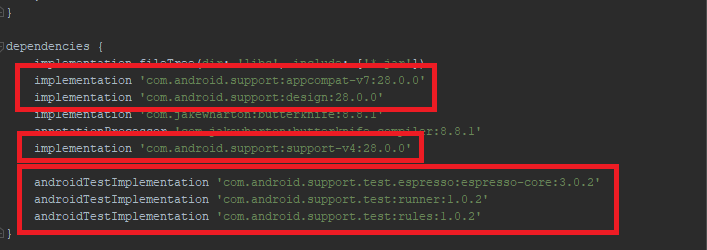 }
dependencies {
implementation fileTree(dir: 'libs', include: ['*.jar'])
implementation 'com.android.support:appcompat-v7:28.0.0'
implementation 'com.android.support:design:28.0.0'
implementation 'com.jakewharton:butterknife:8.8.1'
annotationProcessor 'com.jakewharton:butterknife-compiler:8.8.1'
implementation 'com.android.support:support-v4:28.0.0'
androidTestImplementation 'com.android.support.test.espresso:espresso-core:3.0.2'
androidTestImplementation 'com.android.support.test:runner:1.0.2'
androidTestImplementation 'com.android.support.test:rules:1.0.2'
}